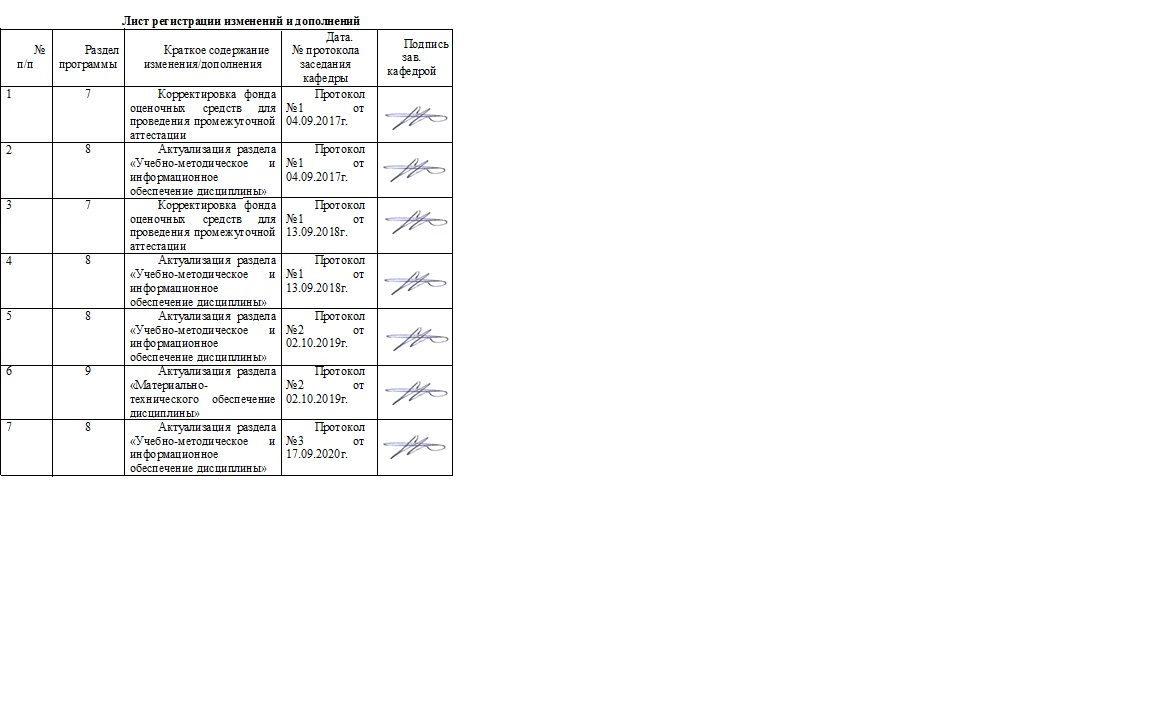 Лист регистрации изменений и дополнений
№ п/п
Раздел программы
Краткое содержание изменения/дополнения
Дата.
№ протокола
заседания
кафедры
Подпись
зав.
кафедрой
1
7
Корректировка фонда
оценочных средств для
проведения промежуточной
аттестации
Протокол
№1 от
04.09.2017г.
2
8
Актуализация раздела
«Учебно-методическое и
информационное
обеспечение дисциплины»
Протокол
№1 от
04.09.2017г.
3
7
Корректировка фонда
оценочных средств для
проведения промежуточной
аттестации
Протокол
№1 от
13.09.2018г.
4
8
Актуализация раздела
«Учебно-методическое и
информационное
обеспечение дисциплины»
Протокол
№1 от
13.09.2018г.
5
8
Актуализация раздела
«Учебно-методическое и
информационное
обеспечение дисциплины»
Протокол
№2 от
02.10.2019г.
6
9
Актуализация раздела
«Материально-
технического обеспечение
дисциплины»
Протокол
№2 от
02.10.2019г.
7
8
Актуализация раздела
«Учебно-методическое и
информационное
обеспечение дисциплины»
Протокол
№3 от
17.09.2020г.